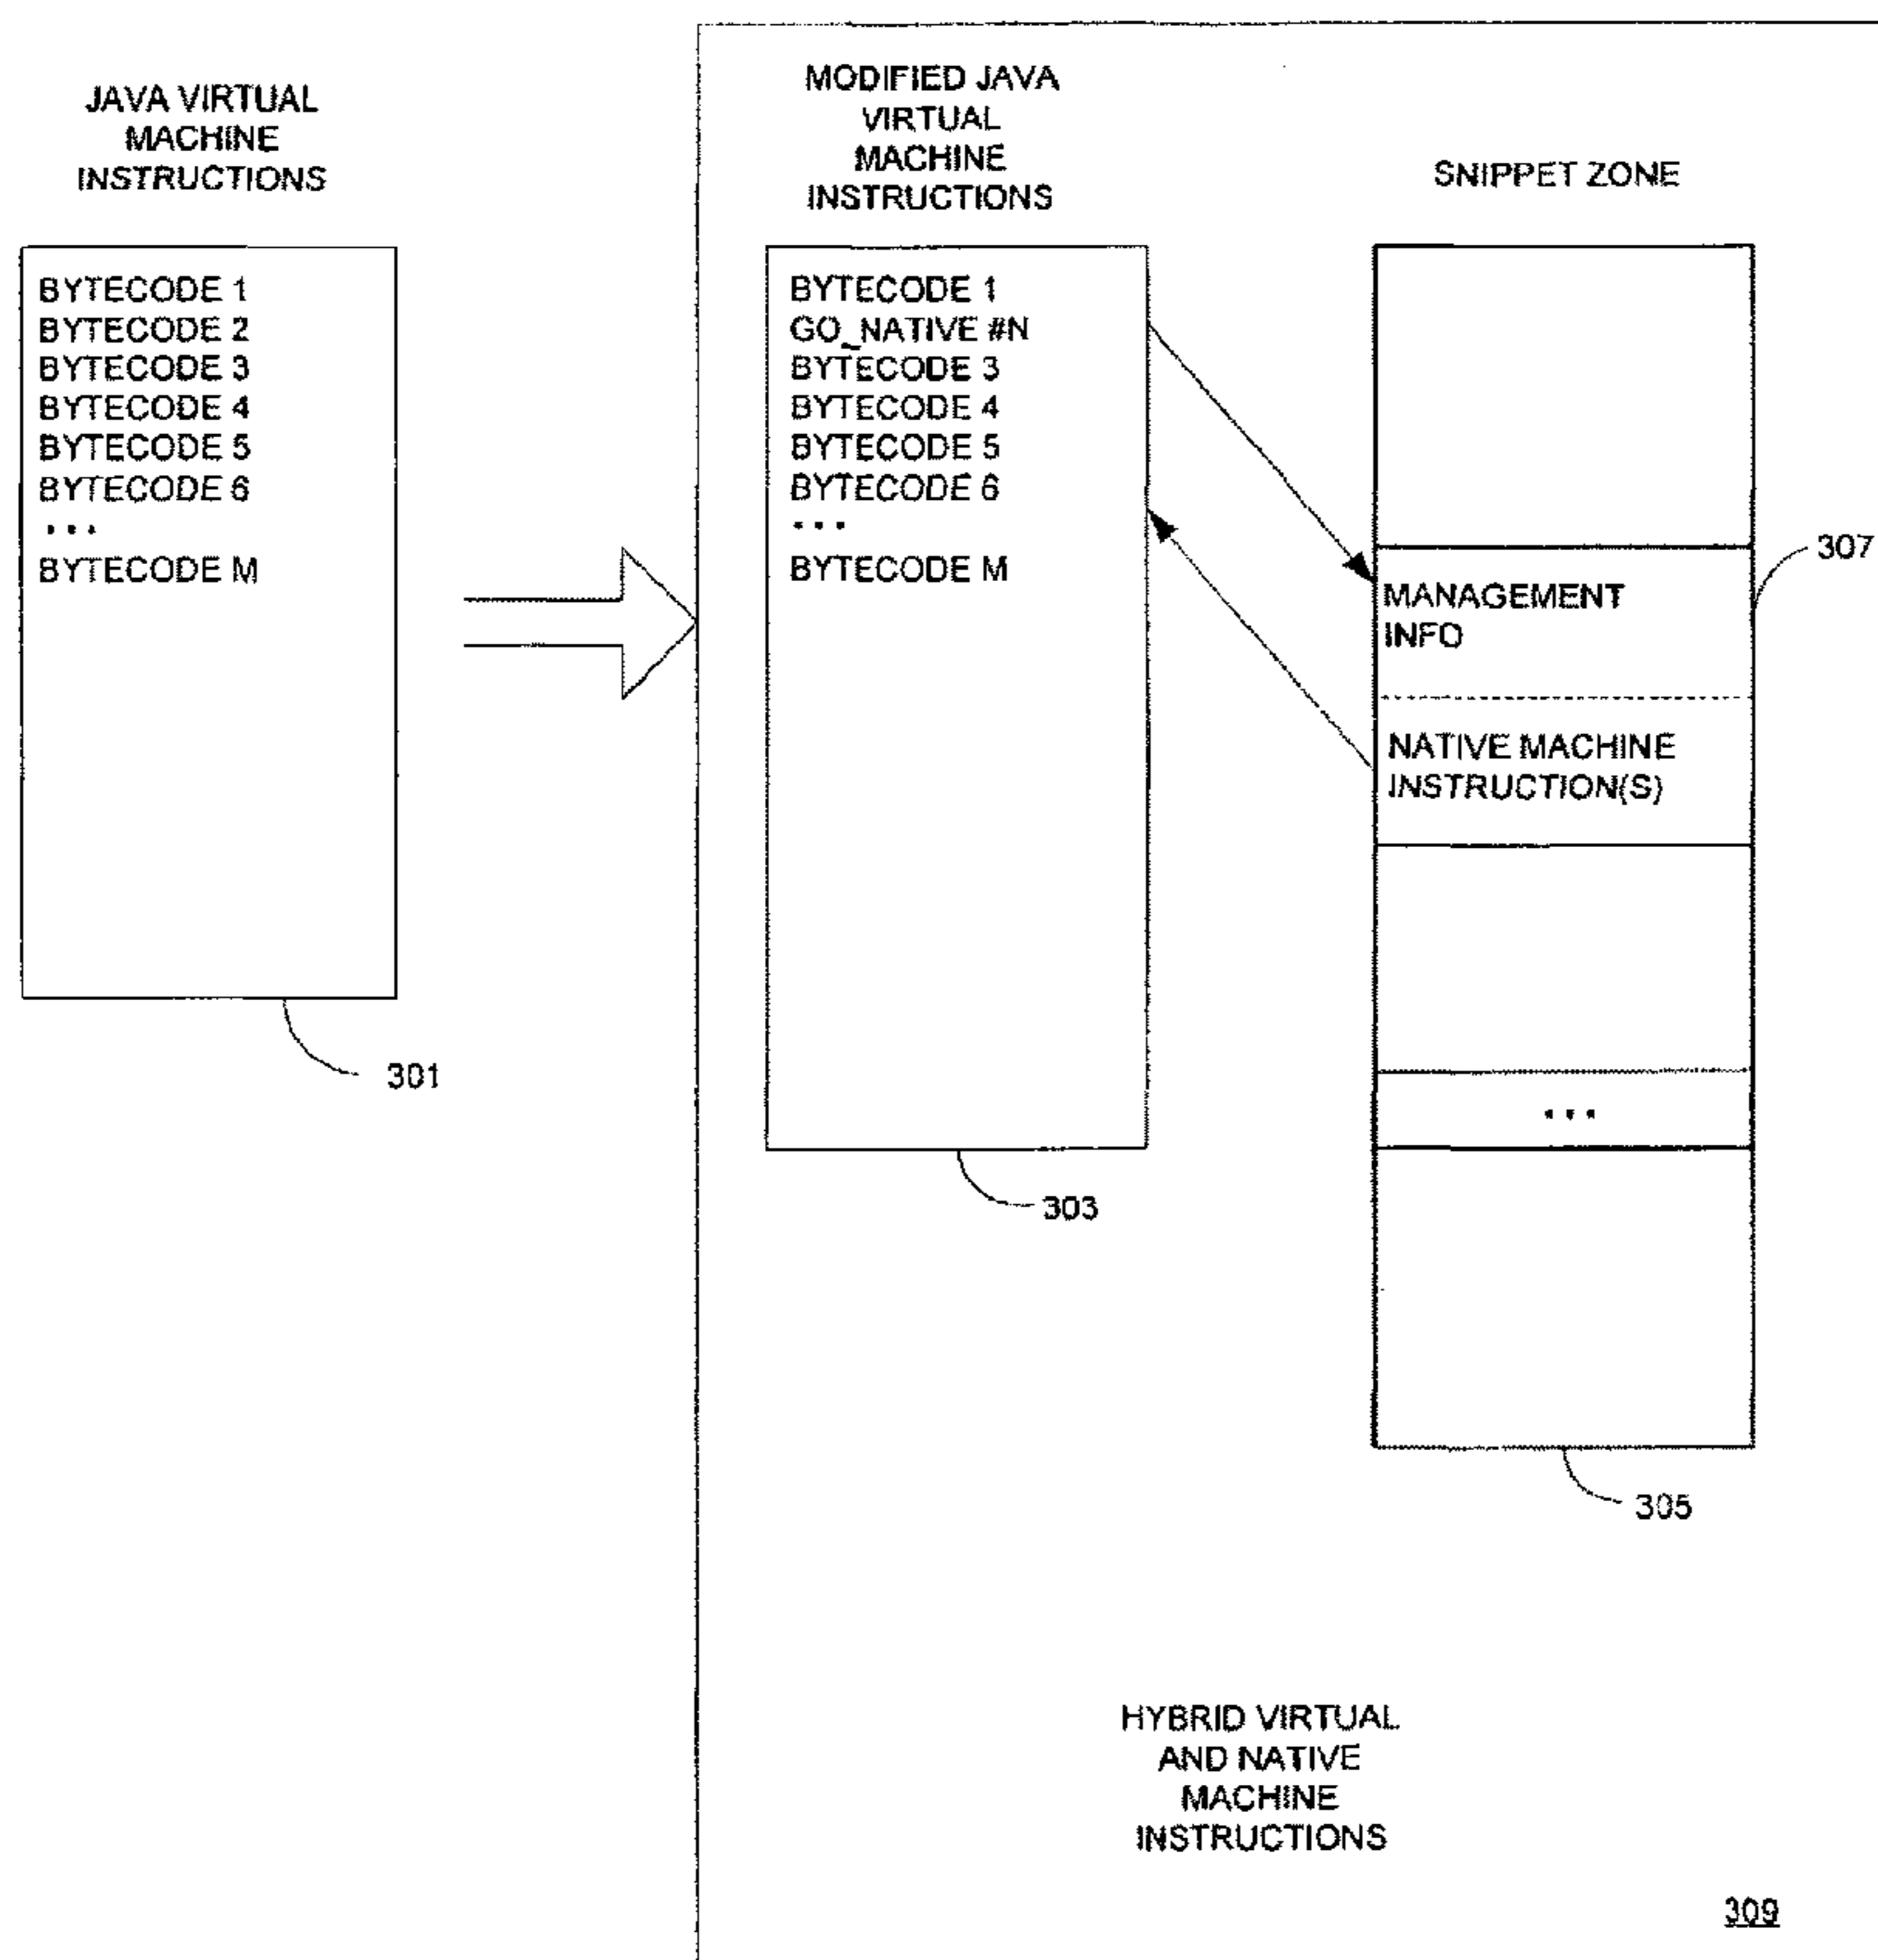 JAVA VIRTUAL
MACHINE
INSTRUCTIONS
BYTECODE 1
BYTECODE 2
BYTECODE 3
BYTECODE 4
BYTECODE 5
BYTECODE 6
...
BYTECODE M
301
MODIFIED JAVA
VIRTUAL
MACHINE
INSTRUCTIONS
BYTECODE 1
GO_NATIVE #N
BYTECODE 3
BYTECODE 4
BYTECODE 5
BYTECODE 6
...
BYTECODE M
303
SNIPPET ZONE
307
MANAGEMENT
INFO
NATIVE MACHINE
INSTRUCTION(S)
...
305
HYBRID VIRTUAL
AND NATIVE
MACHINE
INSTRUCTIONS
309